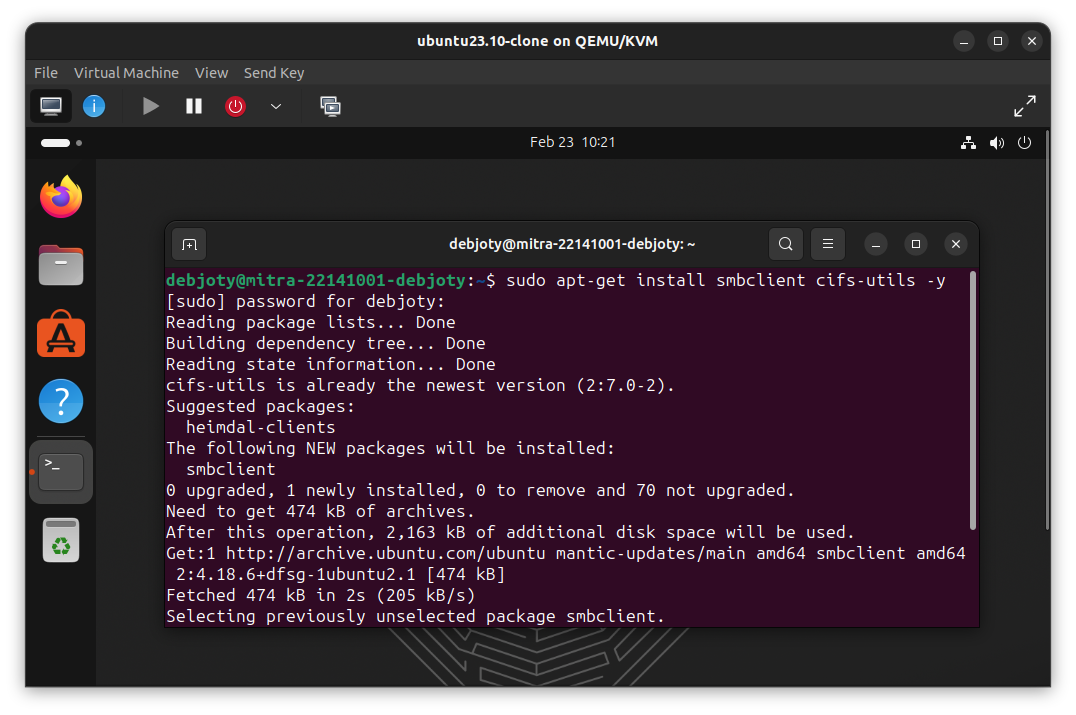 ubuntu23.10-clone on QEMU/KVM
File Virtual Machine View Send Key
Feb 23 10:21
debjoty@mitra-22141001-debjoty: ~
debjoty@mitra-22141001-debjoty:~$ sudo apt-get install smbclient cifs-utils -y
[sudo] password for debjoty:
Reading package lists... Done
Building dependency tree... Done
Reading state information... Done
cifs-utils is already the newest version (2:7.0-2).
Suggested packages:
  heimdal-clients
The following NEW packages will be installed:
  smbclient
0 upgraded, 1 newly installed, 0 to remove and 70 not upgraded.
Need to get 474 kB of archives.
After this operation, 2,163 kB of additional disk space will be used.
Get:1 http://archive.ubuntu.com/ubuntu mantic-updates/main amd64 smbclient amd64
 2:4.18.6+dfsg-1ubuntu2.1 [474 kB]
Fetched 474 kB in 2s (205 kB/s)
Selecting previously unselected package smbclient.